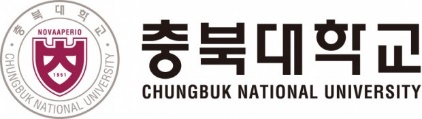 · 충북대학교 ·
NOVAAPERIO
1951
CHUNGBUK NATIONAL UNIVERSITY
충북대학교
CHUNGBUK NATIONAL UNIVERSITY